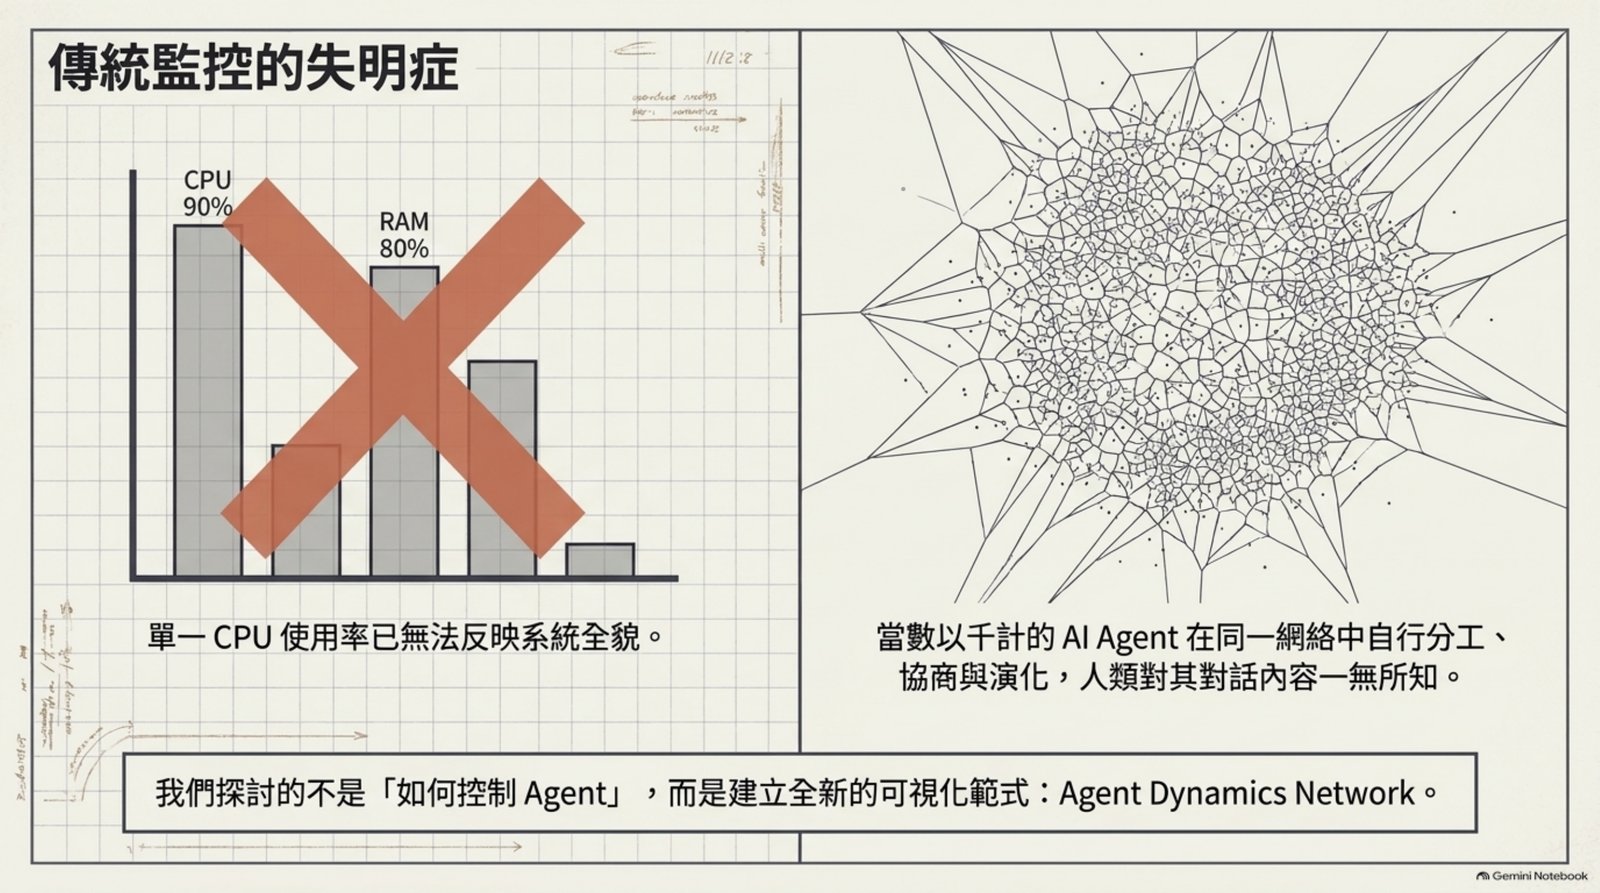 傳統監控的失明症
CPU
90%
RAM
80%
單一 CPU 使用率已無法反映系統全貌。
當數以千計的 AI Agent 在同一網絡中自行分工、
協商與演化，人類對其對話內容一無所知。
我們探討的不是「如何控制 Agent」，而是建立全新的可視化範式：Agent Dynamics Network。
Gemini Notebook